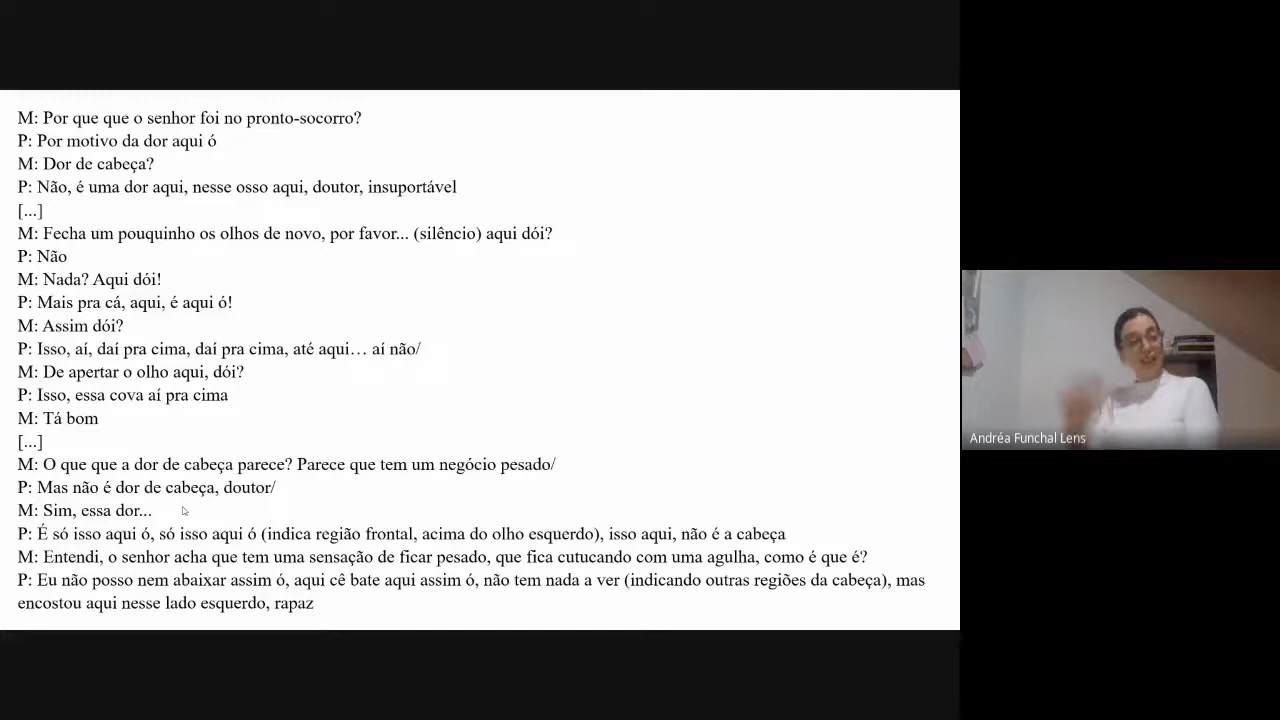 M: Por que que o senhor foi no pronto-socorro?
P: Por motivo da dor aqui ó
M: Dor de cabeça?
P: Não, é uma dor aqui, nesse osso aqui, doutor, insuportável
[...]
M: Fecha um pouquinho os olhos de novo, por favor... (silêncio) aqui dói?
P: Não
M: Nada? Aqui dói!
P: Mais pra cá, aqui, é aqui ó!
M: Assim dói?
P: Isso, aí, daí pra cima, daí pra cima, até aqui… aí não/
M: De apertar o olho aqui, dói?
P: Isso, essa cova aí pra cima
M: Tá bom
[...]
M: O que que a dor de cabeça parece? Parece que tem um negócio pesado/
P: Mas não é dor de cabeça, doutor/
M: Sim, essa dor...
P: É só isso aqui ó, só isso aqui ó (indica região frontal, acima do olho esquerdo), isso aqui, não é a cabeça
M: Entendi, o senhor acha que tem uma sensação de ficar pesado, que fica cutucando com uma agulha, como é que é?
P: Eu não posso nem abaixar assim ó, aqui cê bate aqui assim ó, não tem nada a ver (indicando outras regiões da cabeça), mas
encostou aqui nesse lado esquerdo, rapaz
Andréa Funchal Lens